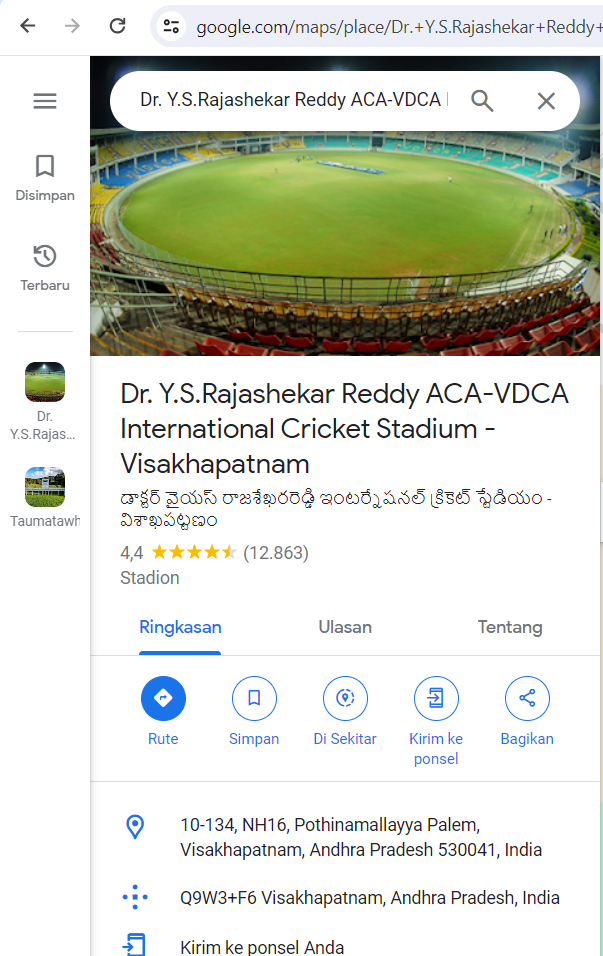 google.com/maps/place/Dr.+Y.S.Rajashekar+Reddy+
Dr. Y.S.Rajashekar Reddy ACA-VDCA
Disimpan
Terbaru
Dr.
Y.S.Rajas...
Taumatawh
Dr. Y.S.Rajashekar Reddy ACA-VDCA
International Cricket Stadium -
Visakhapatnam
డాక్టర్ వైయస్ రాజశేఖరరెడ్డి ఇంటర్నేషనల్ క్రికెట్ స్టేడియం -
విశాఖపట్టణం
4,4 (12.863)
Stadion
Ringkasan Ulasan Tentang
Rute Simpan Di Sekitar Kirim ke ponsel Bagikan
10-134, NH16, Pothinamallayya Palem,
Visakhapatnam, Andhra Pradesh 530041, India
Q9W3+F6 Visakhapatnam, Andhra Pradesh, India
Kirim ke ponsel Anda